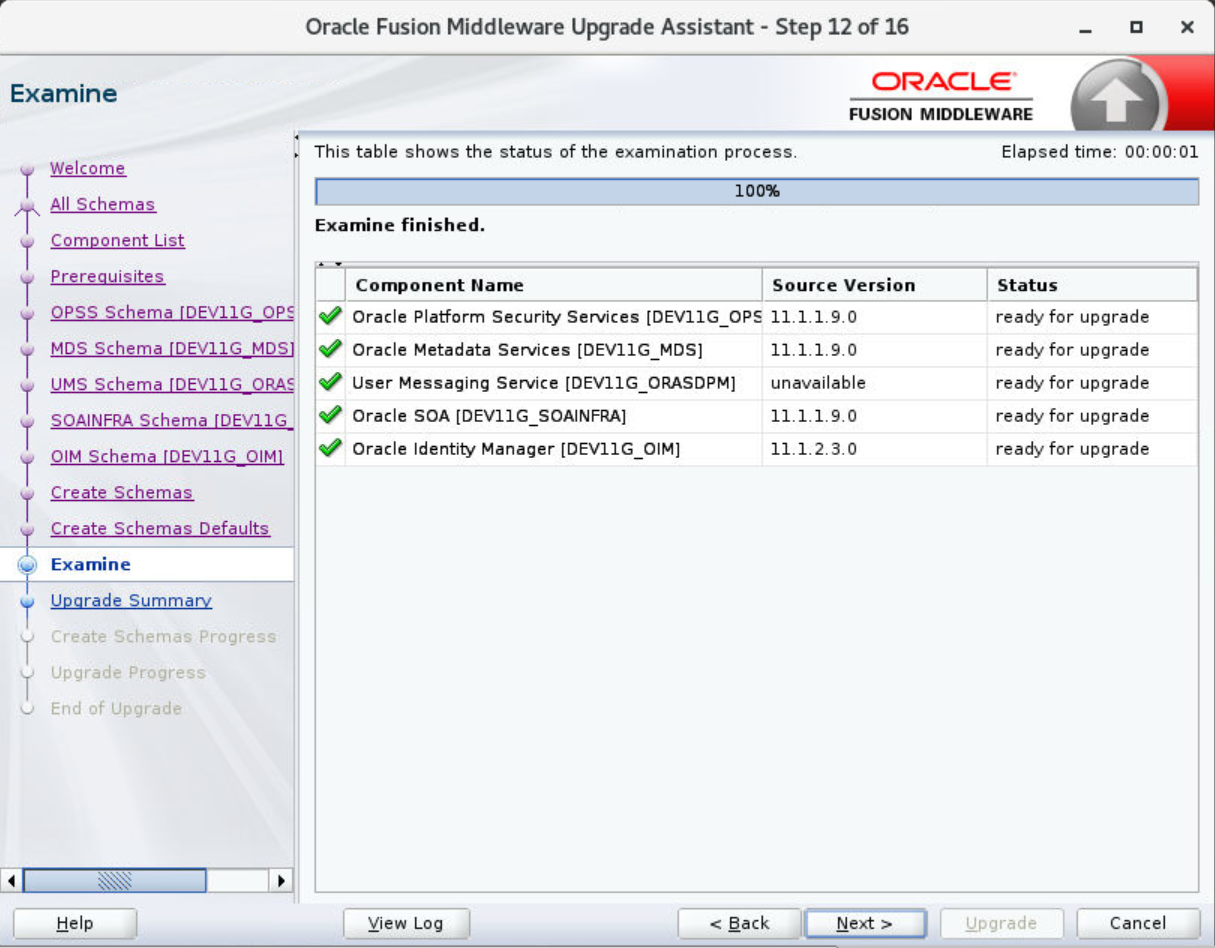 Oracle Fusion Middleware Upgrade Assistant - Step 12 of 16
Examine
ORACLE
FUSION MIDDLEWARE
Welcome
All Schemas
Component List
Prerequisites
OPSS Schema [DEV11G_OPS
MDS Schema [DEV11G_MDS]
UMS Schema [DEV11G_ORAS
SOAINFRA Schema [DEV11G_
OIM Schema [DEV11G_OIM]
Create Schemas
Create Schemas Defaults
Examine
Upgrade Summary
Create Schemas Progress
Upgrade Progress
End of Upgrade
This table shows the status of the examination process. Elapsed time: 00:00:01
100%
Examine finished.
Component Name Source Version Status
Oracle Platform Security Services [DEV11G_OPS 11.1.1.9.0 ready for upgrade
Oracle Metadata Services [DEV11G_MDS] 11.1.1.9.0 ready for upgrade
User Messaging Service [DEV11G_ORASDPM] unavailable ready for upgrade
Oracle SOA [DEV11G_SOAINFRA] 11.1.1.9.0 ready for upgrade
Oracle Identity Manager [DEV11G_OIM] 11.1.2.3.0 ready for upgrade
Help View Log < Back Next > Upgrade Cancel